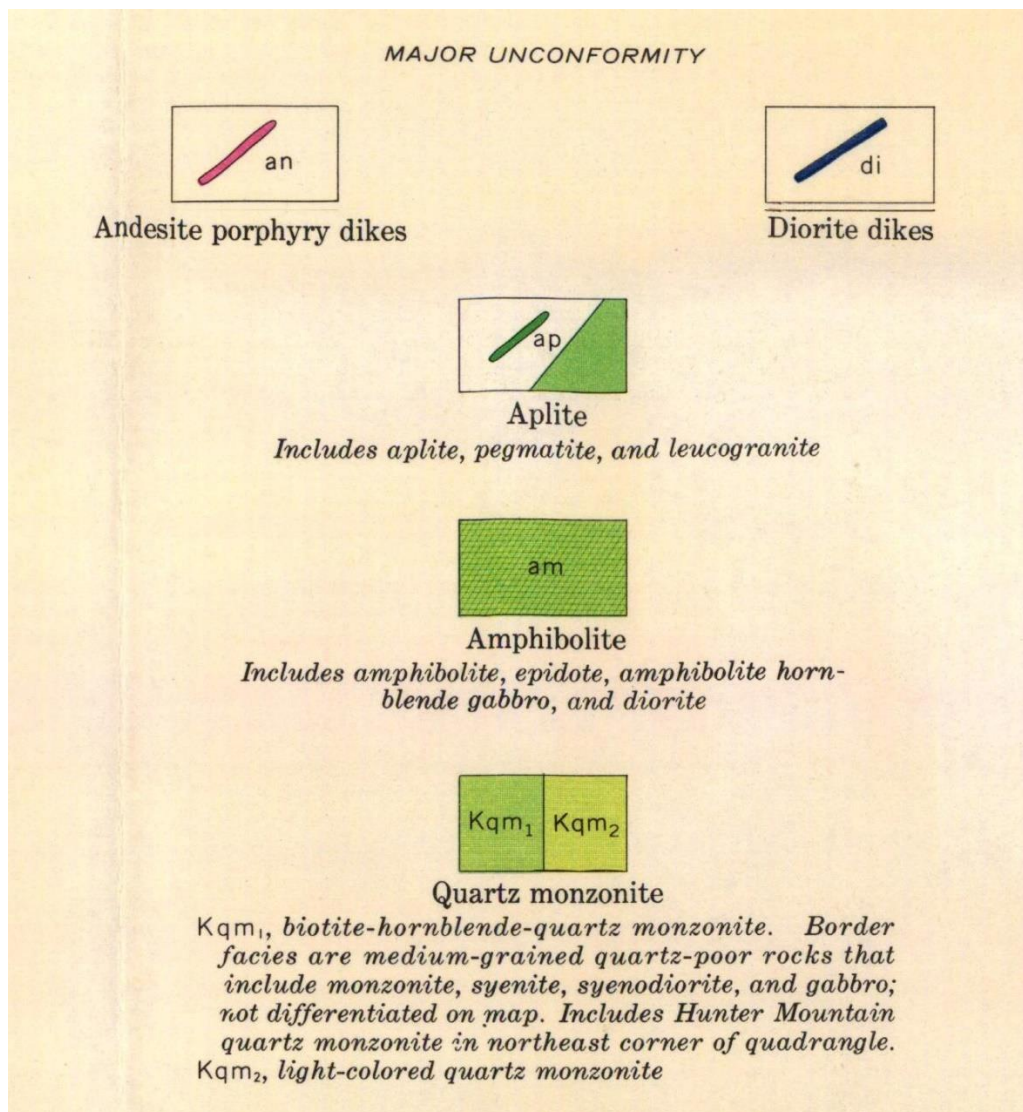 MAJOR UNCONFORMITY
an
di
Andesite porphyry dikes
Diorite dikes
ap
Aplite
Includes aplite, pegmatite, and leucogranite
am
Amphibolite
Includes amphibolite, epidote, amphibolite horn-
blende gabbro, and diorite
Kqm₁ Kqm₂
Quartz monzonite
Kqm₁, biotite-hornblende-quartz monzonite. Border
facies are medium-grained quartz-poor rocks that
include monzonite, syenite, syenodiorite, and gabbro;
not differentiated on map. Includes Hunter Mountain
quartz monzonite in northeast corner of quadrangle.
Kqm₂, light-colored quartz monzonite